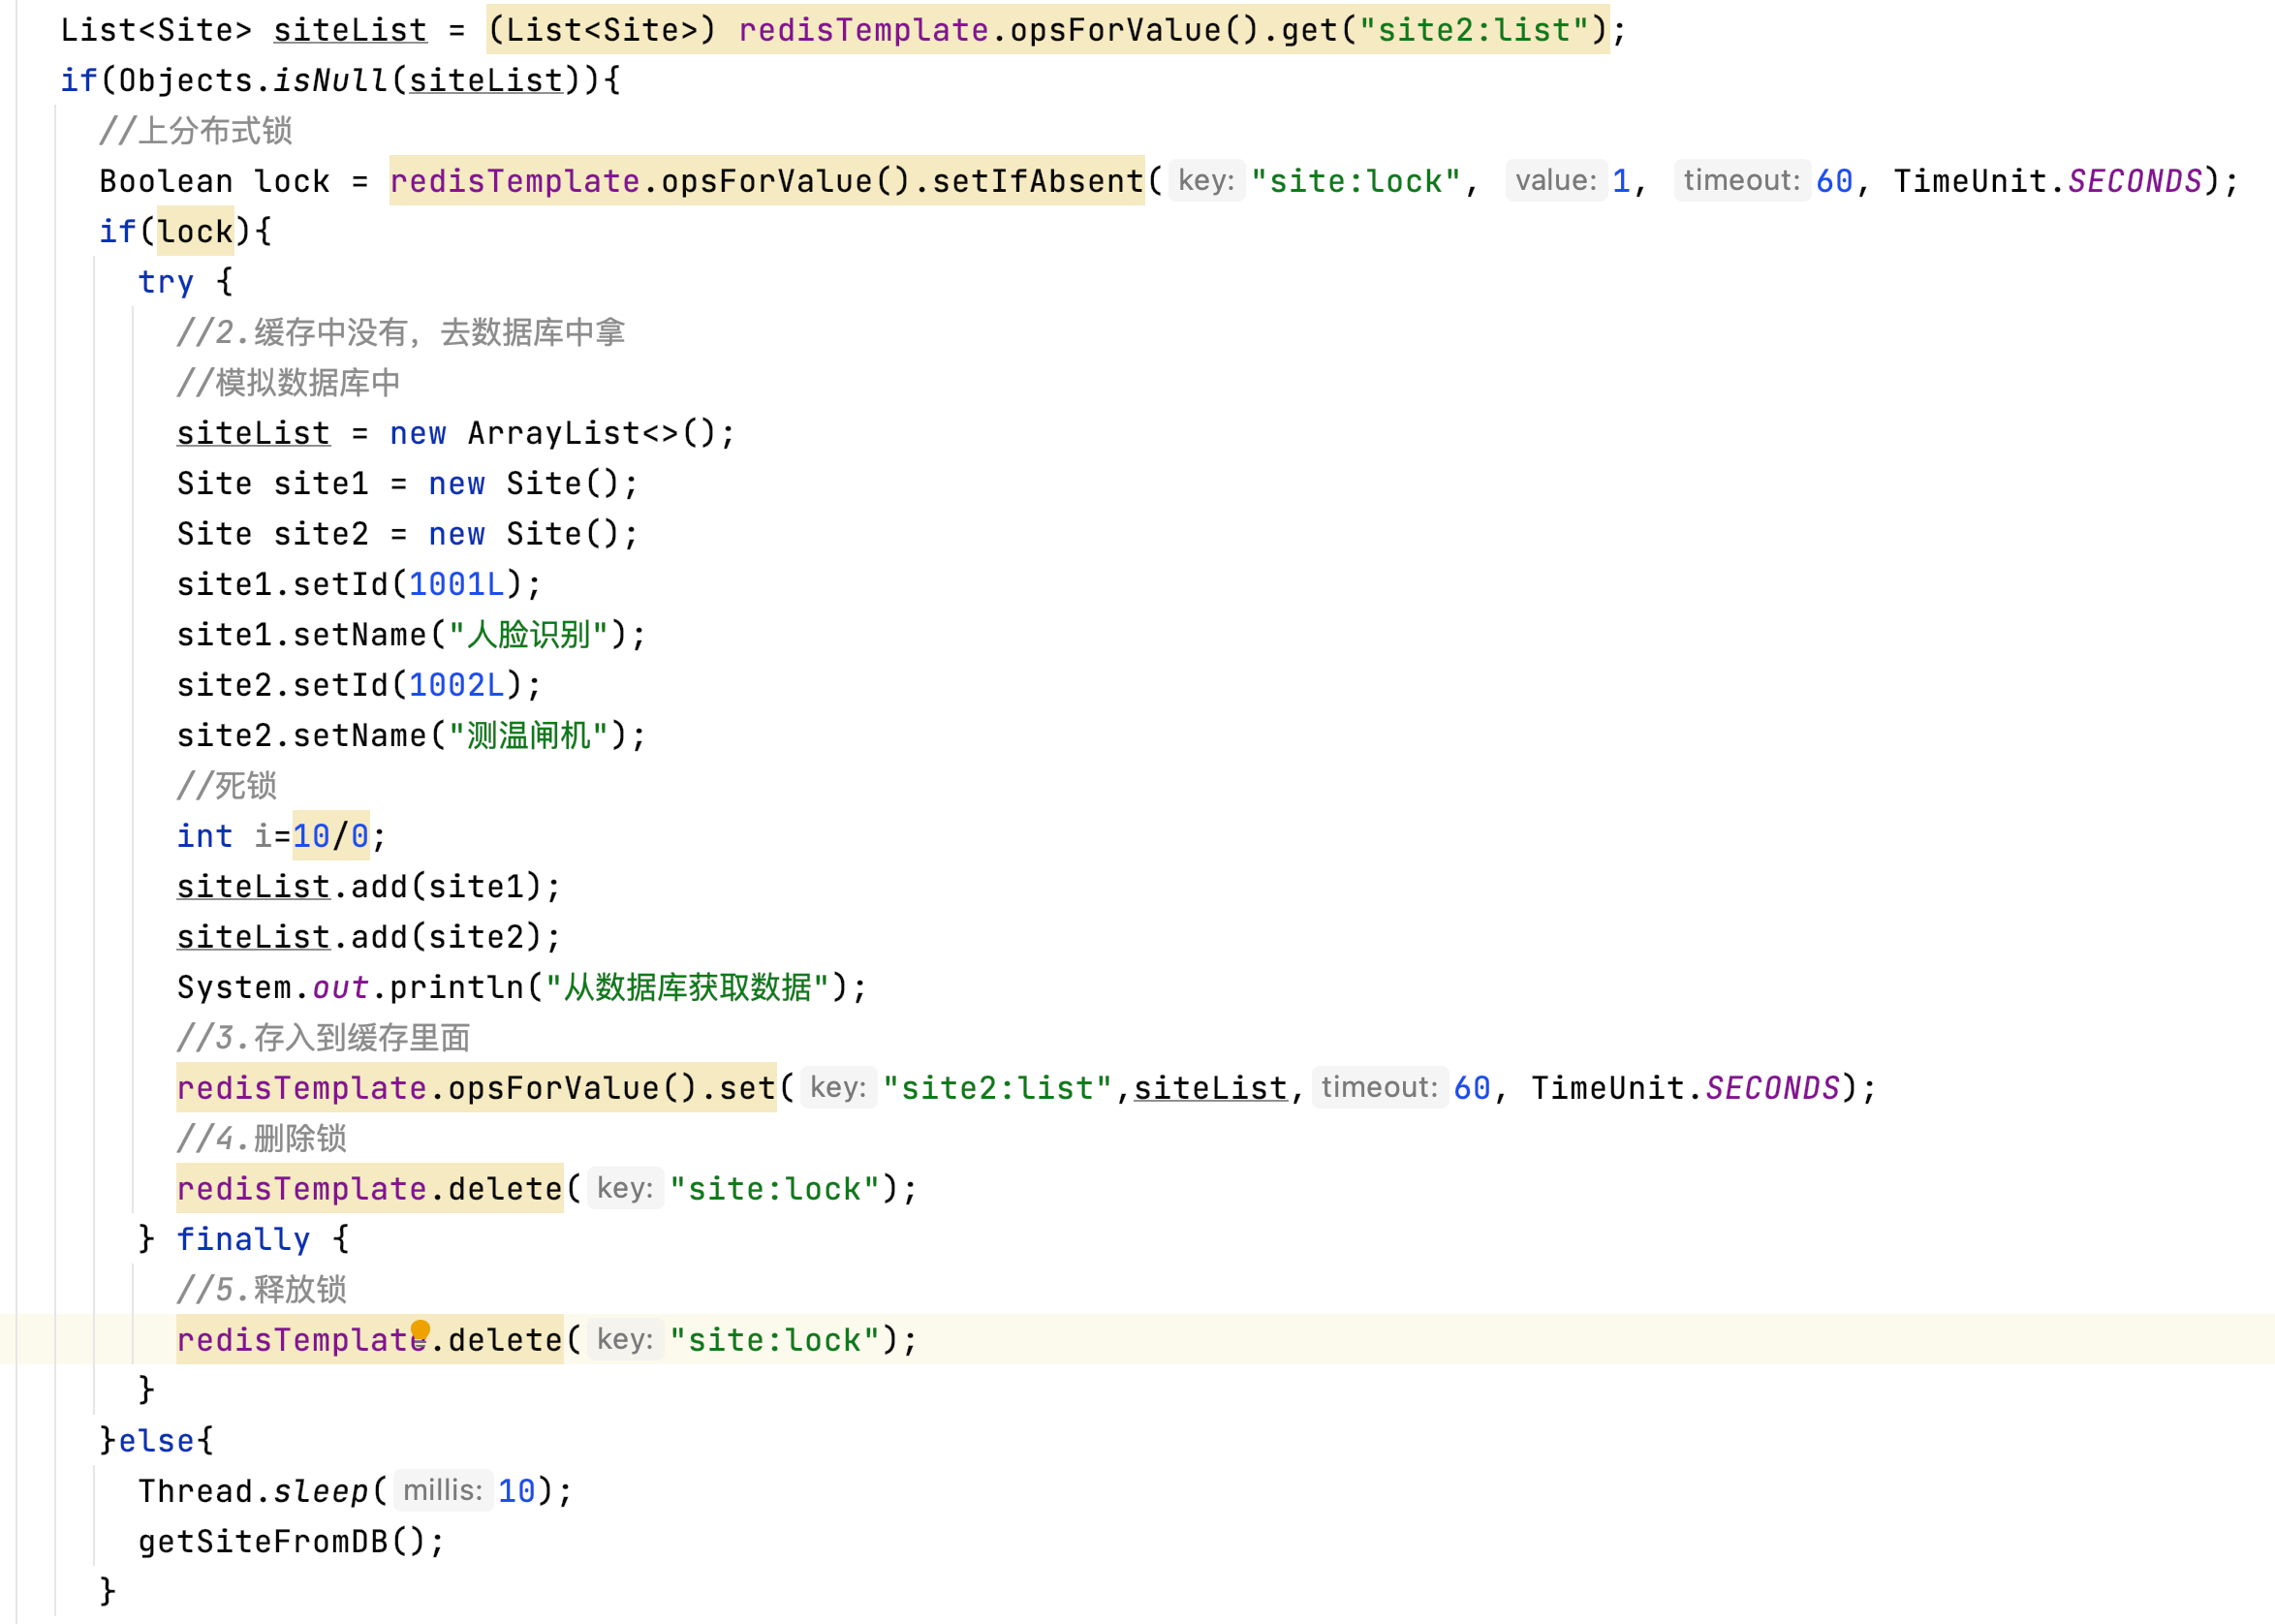 List<Site> siteList = (List<Site>) redisTemplate.opsForValue().get("site2:list");
if(Objects.isNull(siteList)){
//上分布式锁
Boolean lock = redisTemplate.opsForValue().setIfAbsent( key: "site:lock", value: 1, timeout: 60, TimeUnit.SECONDS);
if(lock){
try {
//2.缓存中没有，去数据库中拿
//模拟数据库中
siteList = new ArrayList<>();
Site site1 = new Site();
Site site2 = new Site();
site1.setId(1001L);
site1.setName("人脸识别");
site2.setId(1002L);
site2.setName("测温闸机");
//死锁
int i=10/0;
siteList.add(site1);
siteList.add(site2);
System.out.println("从数据库获取数据");
//3.存入到缓存里面
redisTemplate.opsForValue().set( key: "site2:list",siteList, timeout: 60, TimeUnit.SECONDS);
//4.删除锁
redisTemplate.delete( key: "site:lock");
} finally {
//5.释放锁
redisTemplate.delete( key: "site:lock");
}
}else{
Thread.sleep( millis: 10);
getSiteFromDB();
}